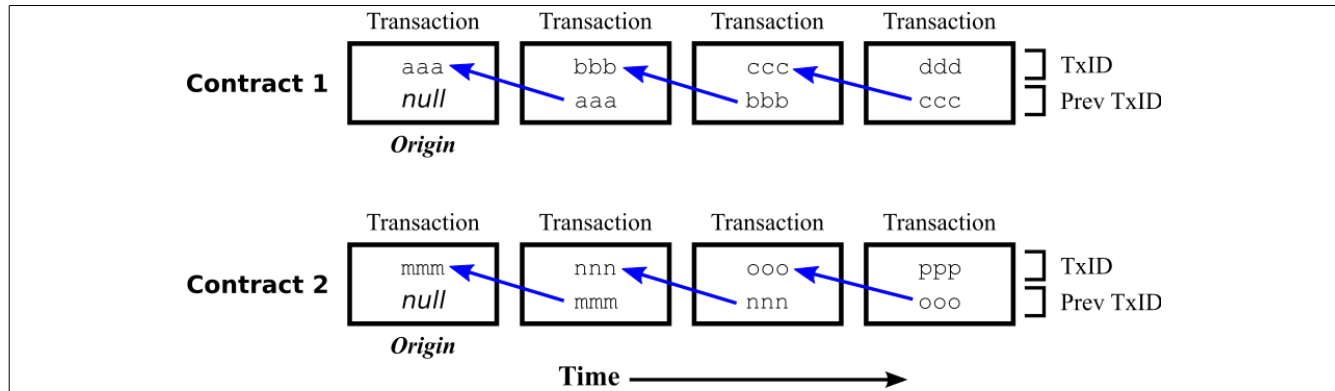 Transaction Transaction Transaction Transaction
Contract 1 aaa bbb ccc ddd TxID
null aaa bbb ccc Prev TxID
Origin
Transaction Transaction Transaction Transaction
Contract 2 mmm nnn ooo ppp TxID
null mmm nnn ooo Prev TxID
Origin
Time